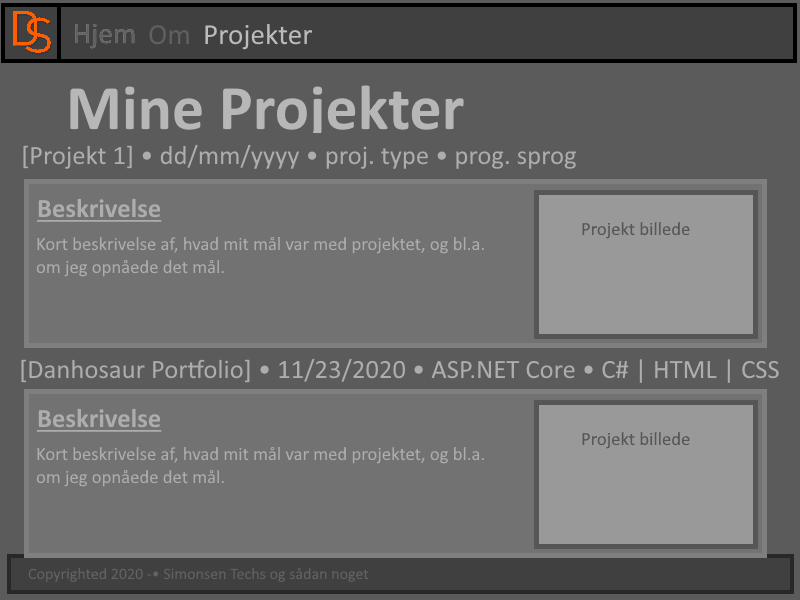 DS Hjem Om Projekter
Mine Projekter
[Projekt 1] • dd/mm/yyyy • proj. type • prog. sprog
Beskrivelse
Kort beskrivelse af, hvad mit mål var med projektet, og bl.a.
om jeg opnåede det mål.
Projekt billede
[Danhosaur Portfolio] • 11/23/2020 • ASP.NET Core • C# | HTML | CSS
Beskrivelse
Kort beskrivelse af, hvad mit mål var med projektet, og bl.a.
om jeg opnåede det mål.
Projekt billede
Copyrighted 2020 -• Simonsen Techs og sådan noget